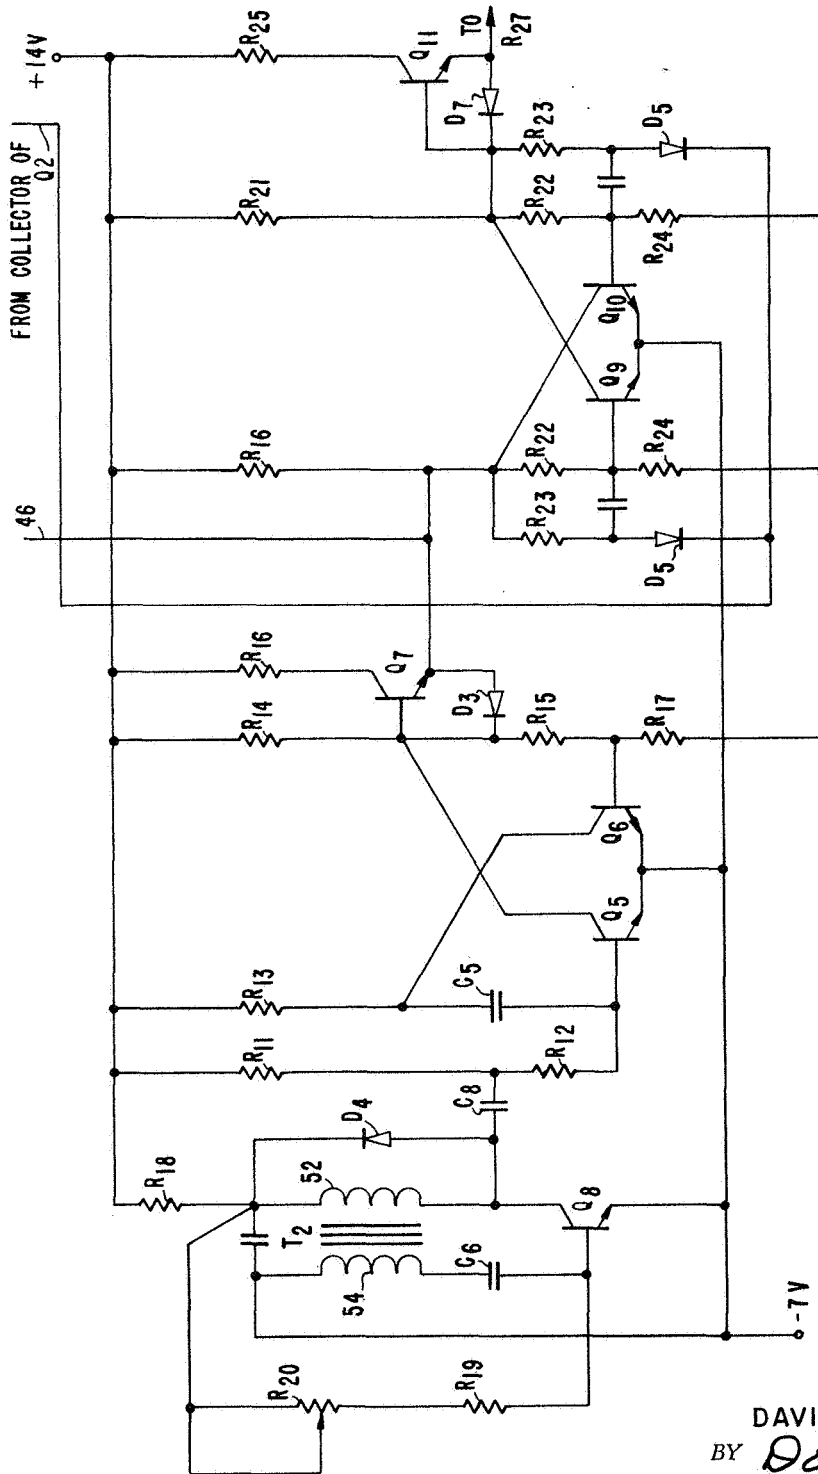 +14V
FROM COLLECTOR OF
Q2
46
R18
R11
R13
R14
R16
R16
R21
R25
Q11
TO
R27
D7
Q7
D3
R15
R17
R23
R22
R24
D5
Q9
Q10
R22
R23
R24
D5
Q5
Q6
C5
R12
C8
D4
52
T2
54
C6
Q8
R20
R19
-7V
DAVI
BY